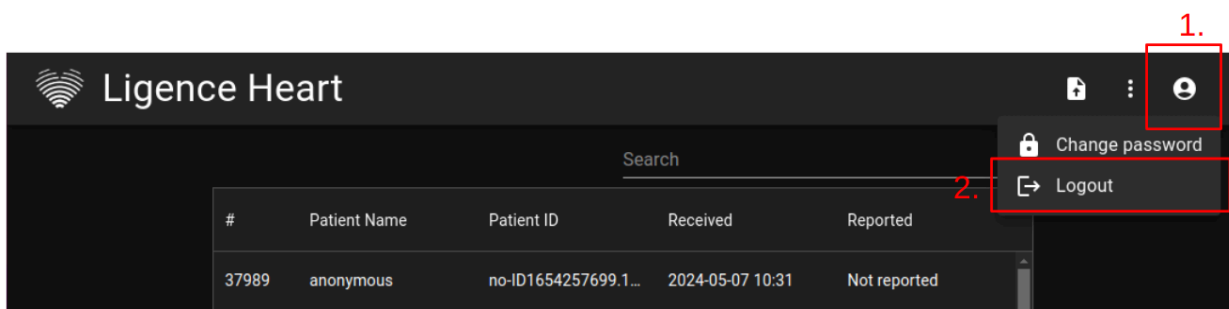 1.
Ligence Heart
Change password
Search
2. Logout
# Patient Name Patient ID Received Reported
37989 anonymous no-ID1654257699.1... 2024-05-07 10:31 Not reported